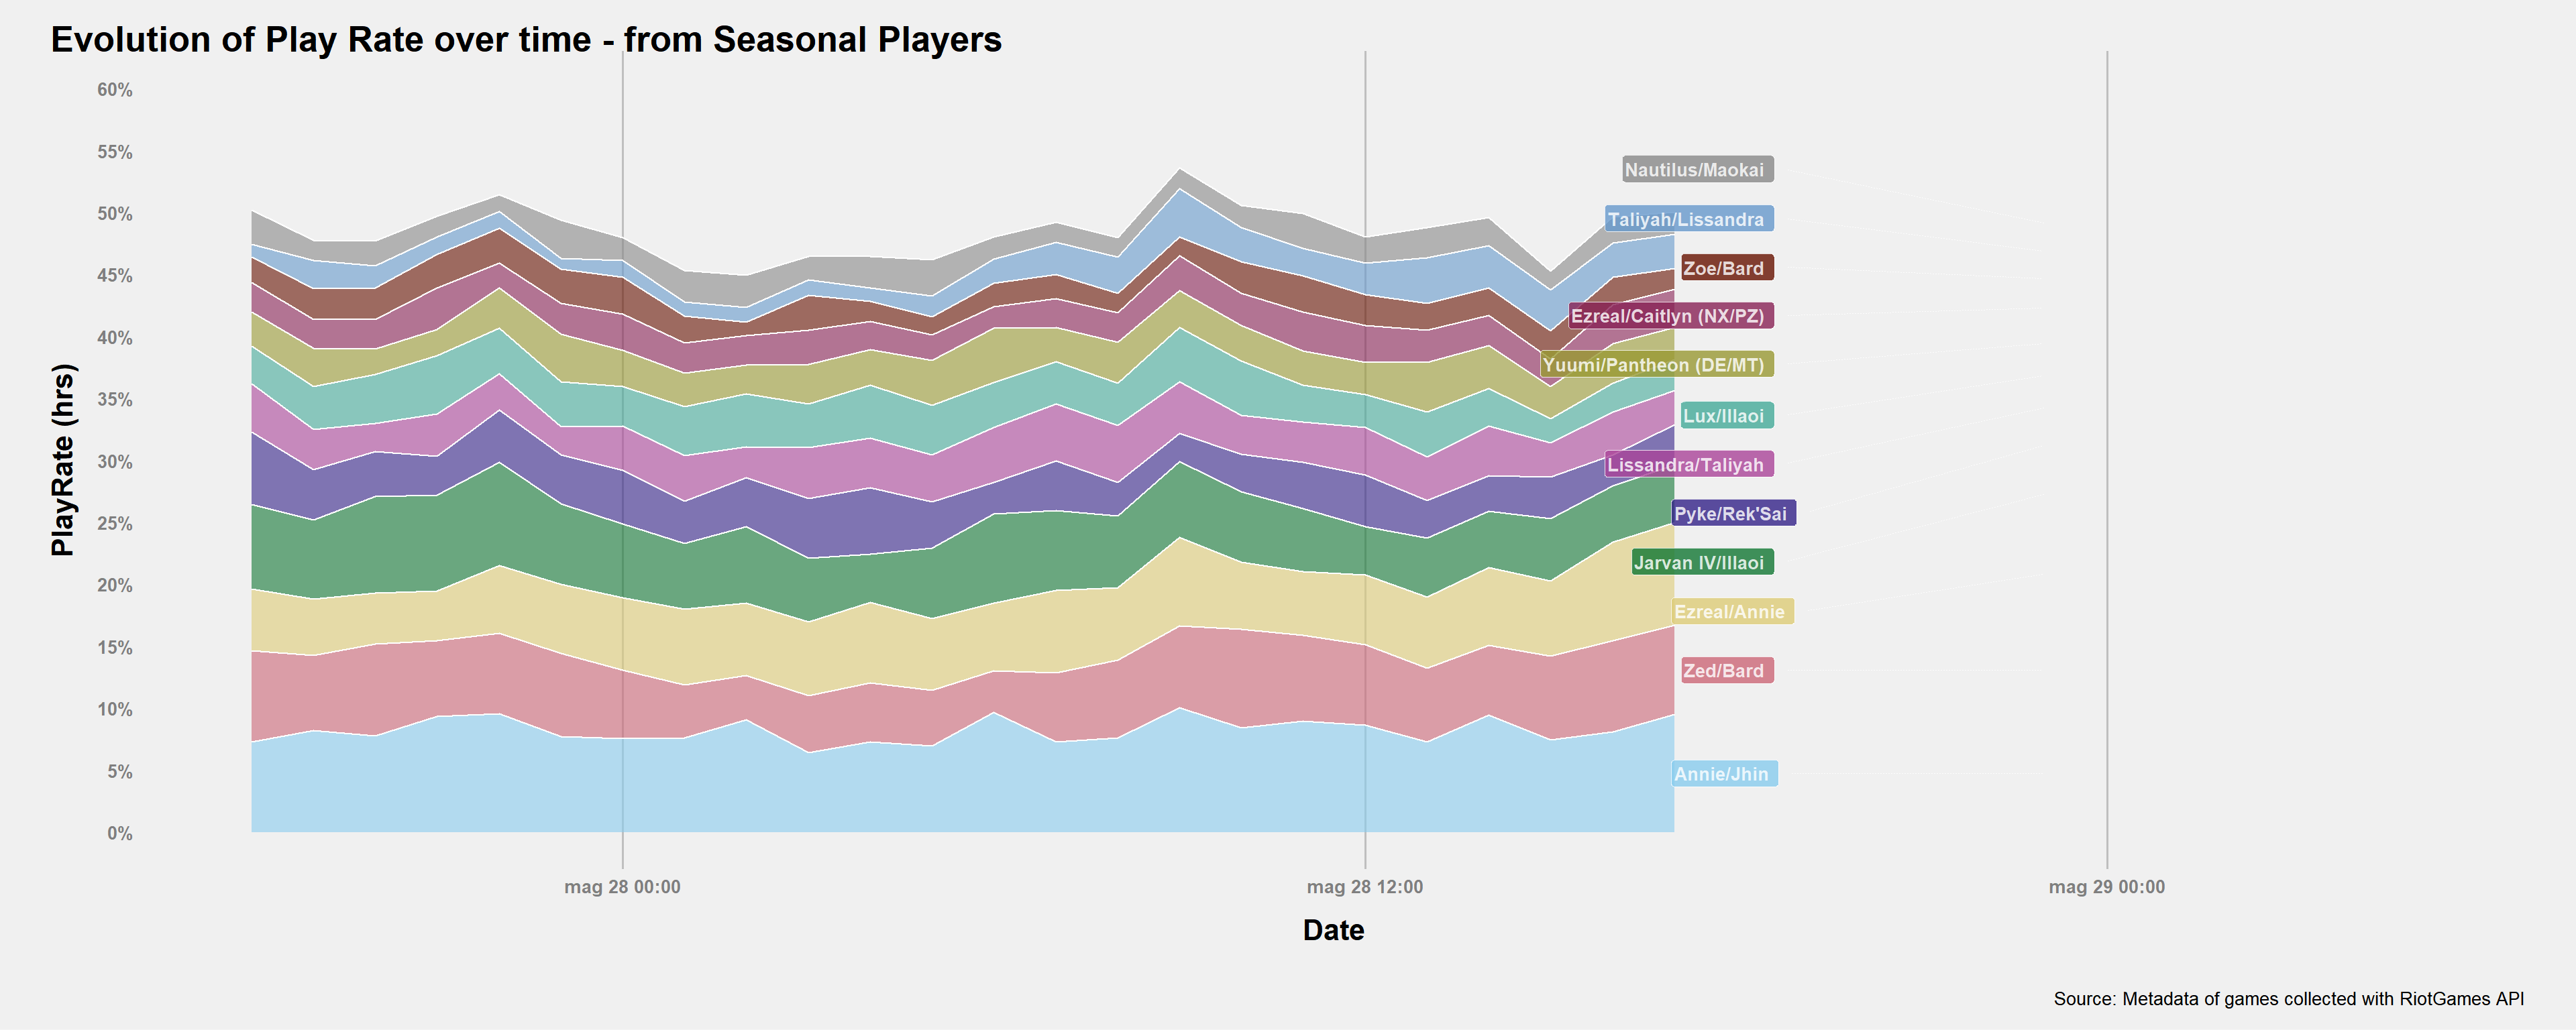 Evolution of Play Rate over time - from Seasonal Players
PlayRate (hrs)
60%
55%
50%
45%
40%
35%
30%
25%
20%
15%
10%
5%
0%
Nautilus/Maokai
Taliyah/Lissandra
Zoe/Bard
Ezreal/Caitlyn (NX/PZ)
Yuumi/Pantheon (DE/MT)
Lux/Illaoi
Lissandra/Taliyah
Pyke/Rek'Sai
Jarvan IV/Illaoi
Ezreal/Annie
Zed/Bard
Annie/Jhin
mag 28 00:00
mag 28 12:00
mag 29 00:00
Date
Source: Metadata of games collected with RiotGames API